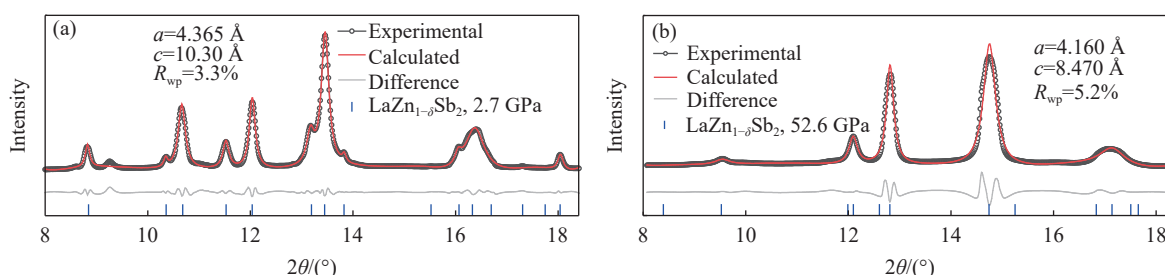 (a)
a=4.365 Å
c=10.30 Å
Rwp=3.3%
Experimental
Calculated
Difference
LaZn1−δSb2, 2.7 GPa
Intensity
8 10 12 14 16 18
2θ/(°)
(b)
Experimental
Calculated
Difference
LaZn1−δSb2, 52.6 GPa
a=4.160 Å
c=8.470 Å
Rwp=5.2%
Intensity
8 10 12 14 16 18
2θ/(°)